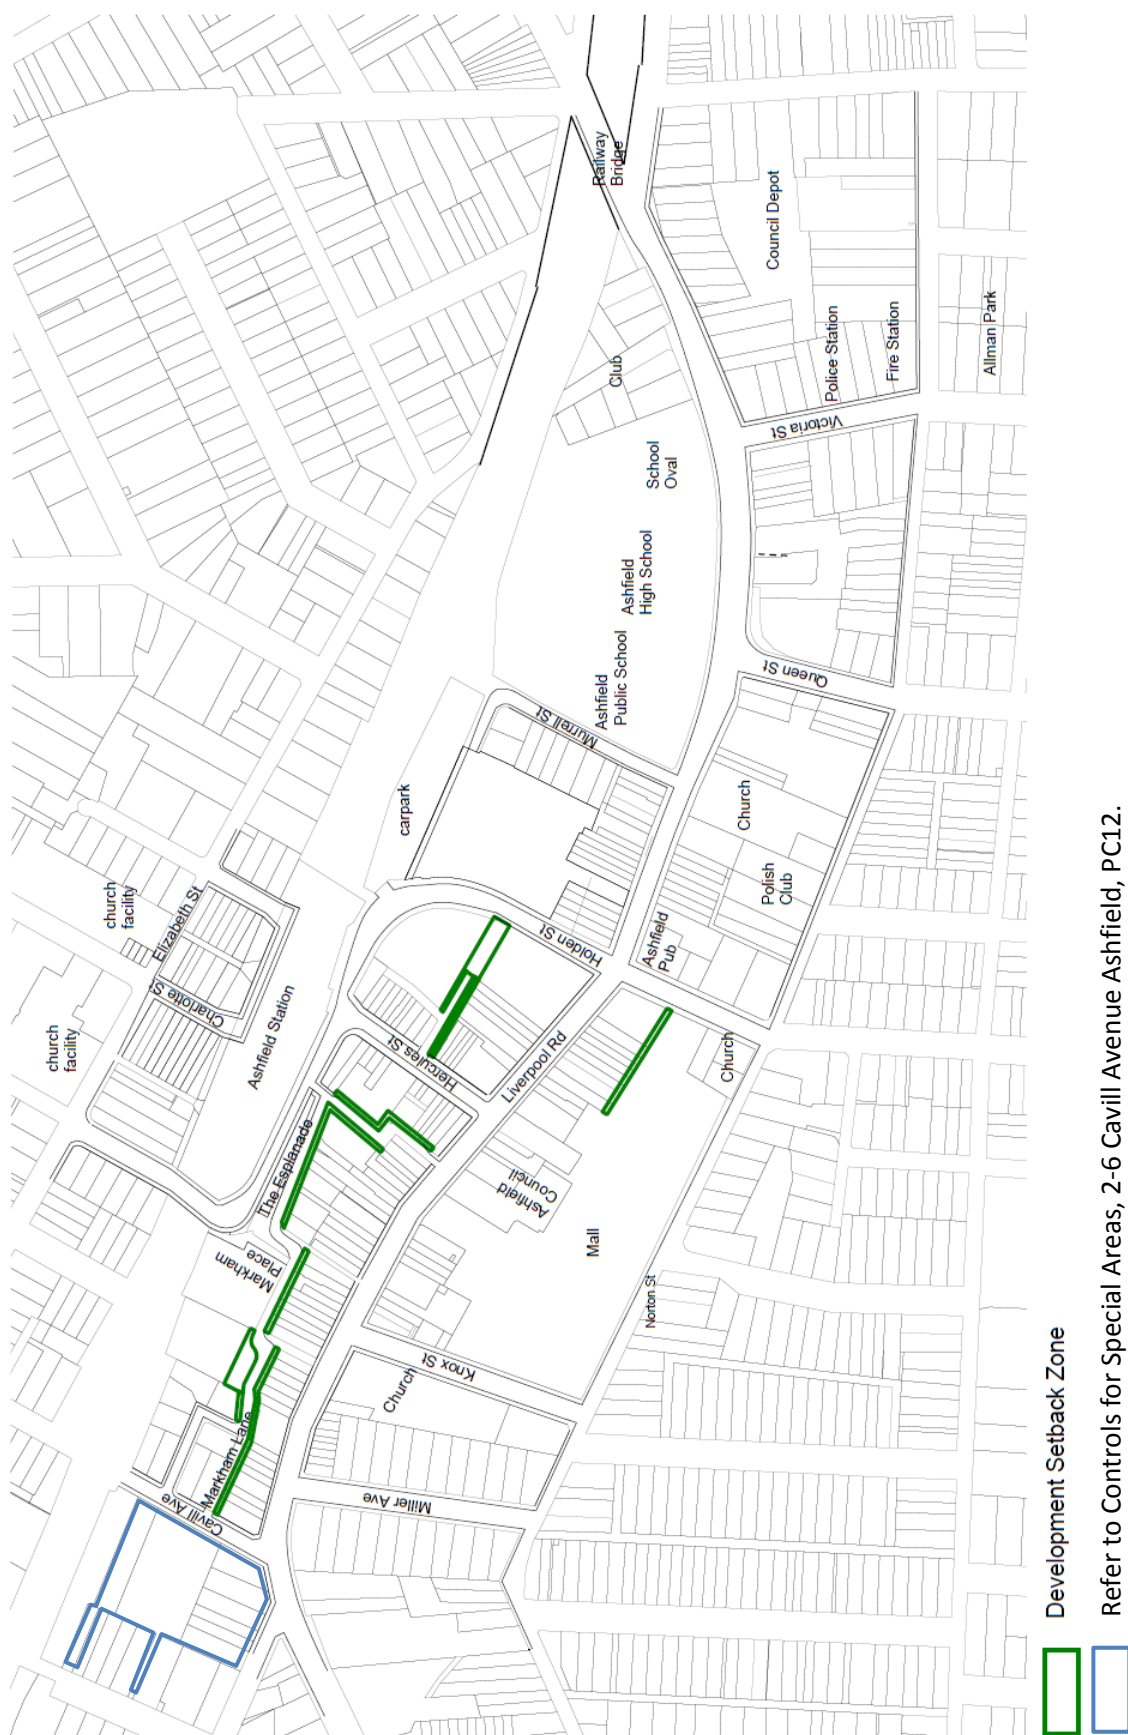 Railway
Bridge
Council Depot
Police Station
Fire Station
Allman Park
Club
Victoria St
School
Oval
Ashfield
High School
Ashfield
Public School
Queen St
Murrell St
carpark
Church
Polish
Club
church
facility
Elizabeth St
Charlotte St
church
facility
Ashfield Station
Holden St
Ashfield
Pub
Hercules St
Liverpool Rd
Church
The Esplanade
Ashfield
Council
Mall
Markham
Place
Norton St
Knox St
Church
Markham Lane
Cavill Ave
Miller Ave
Development Setback Zone
Refer to Controls for Special Areas, 2-6 Cavill Avenue Ashfield, PC12.